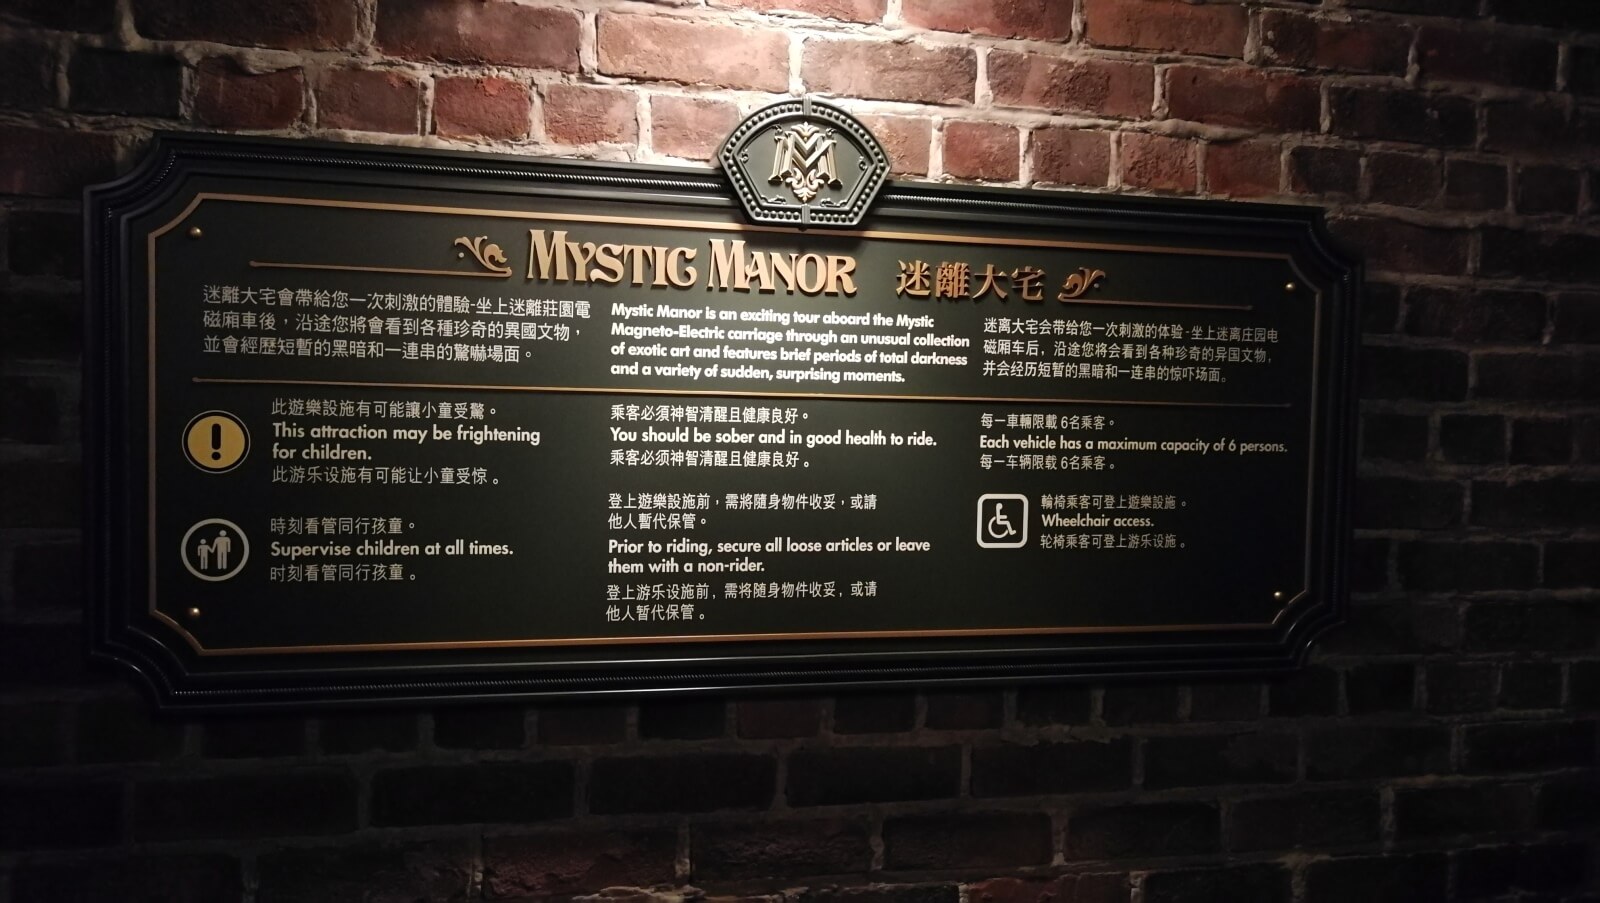 M
MYSTIC MANOR 迷離大宅
迷離大宅會帶給您一次刺激的體驗-坐上迷離莊園電
磁廂車後，沿途您將會看到各種珍奇的異國文物，
並會經歷短暫的黑暗和一連串的驚嚇場面。
Mystic Manor is an exciting tour aboard the Mystic
Magneto-Electric carriage through an unusual collection
of exotic art and features brief periods of total darkness
and a variety of sudden, surprising moments.
迷离大宅会带给您一次刺激的体验-坐上迷离庄园电
磁厢车后，沿途您将会看到各种珍奇的异国文物，
并会经历短暂的黑暗和一连串的惊吓场面。
此遊樂設施有可能讓小童受驚。
This attraction may be frightening
for children.
此游乐设施有可能让小童受惊。
時刻看管同行孩童。
Supervise children at all times.
时刻看管同行孩童。
乘客必須神智清醒且健康良好。
You should be sober and in good health to ride.
乘客必须神智清醒且健康良好。
登上遊樂設施前，需將隨身物件收妥，或請
他人暫代保管。
Prior to riding, secure all loose articles or leave
them with a non-rider.
登上游乐设施前，需将随身物件收妥，或请
他人暂代保管。
每一車輛限載 6名乘客。
Each vehicle has a maximum capacity of 6 persons.
每一车辆限载 6名乘客。
輪椅乘客可登上遊樂設施。
Wheelchair access.
轮椅乘客可登上游乐设施。